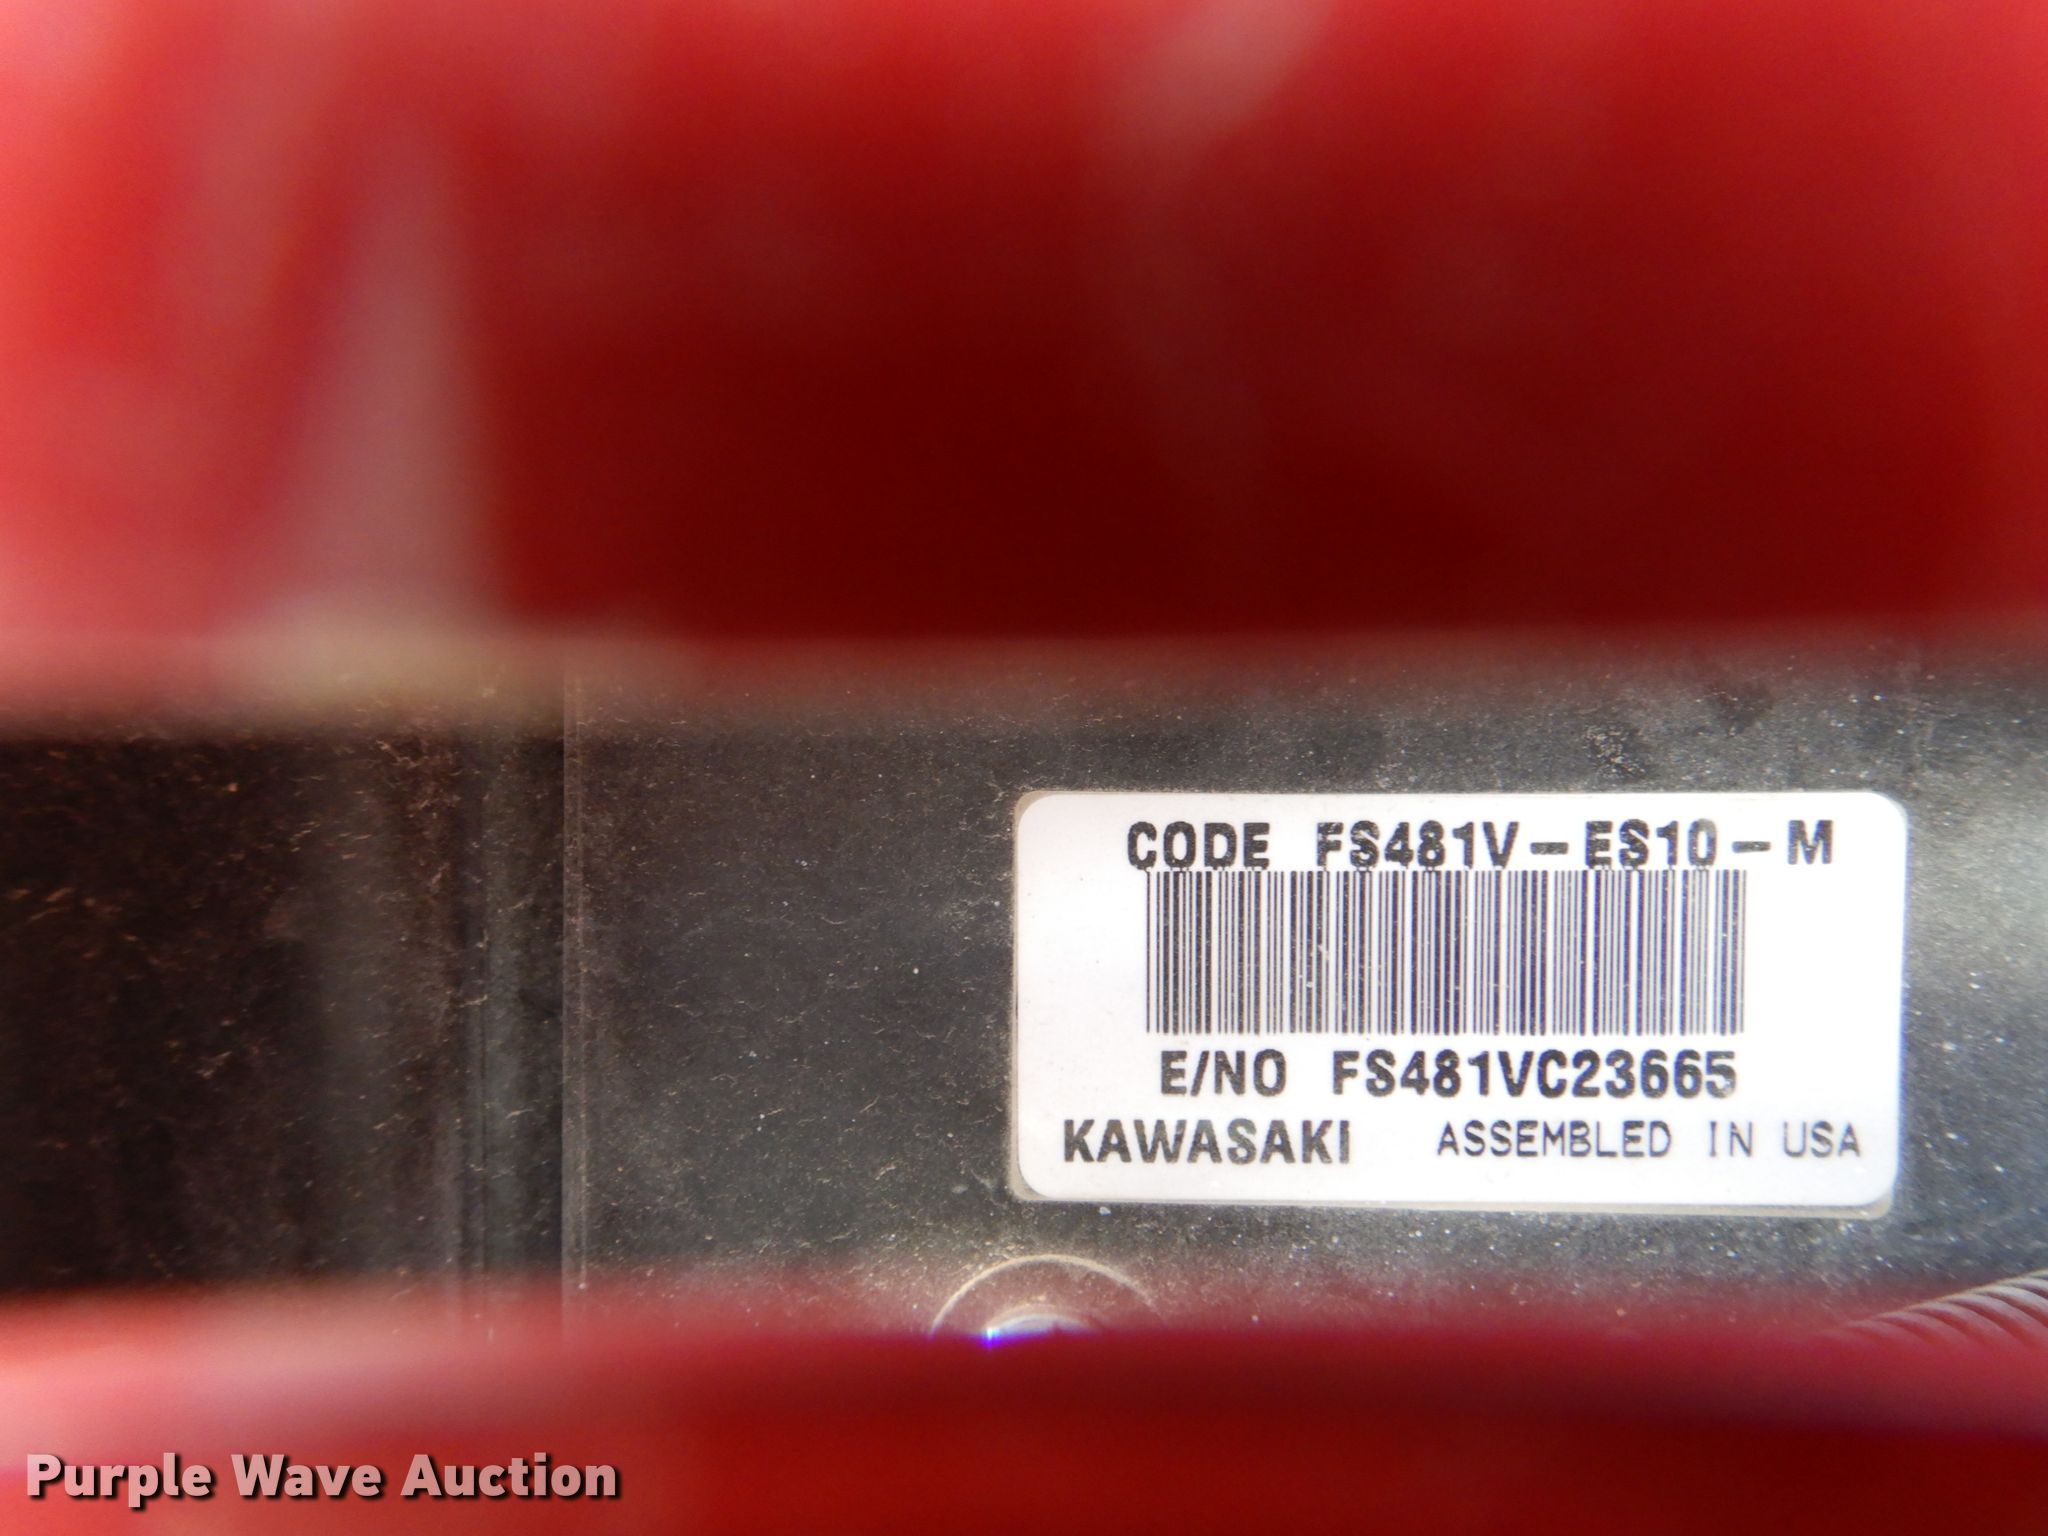 CODE FS481V-ES10-M
E/NO FS481VC23665
KAWASAKI ASSEMBLED IN USA
Purple Wave Auction